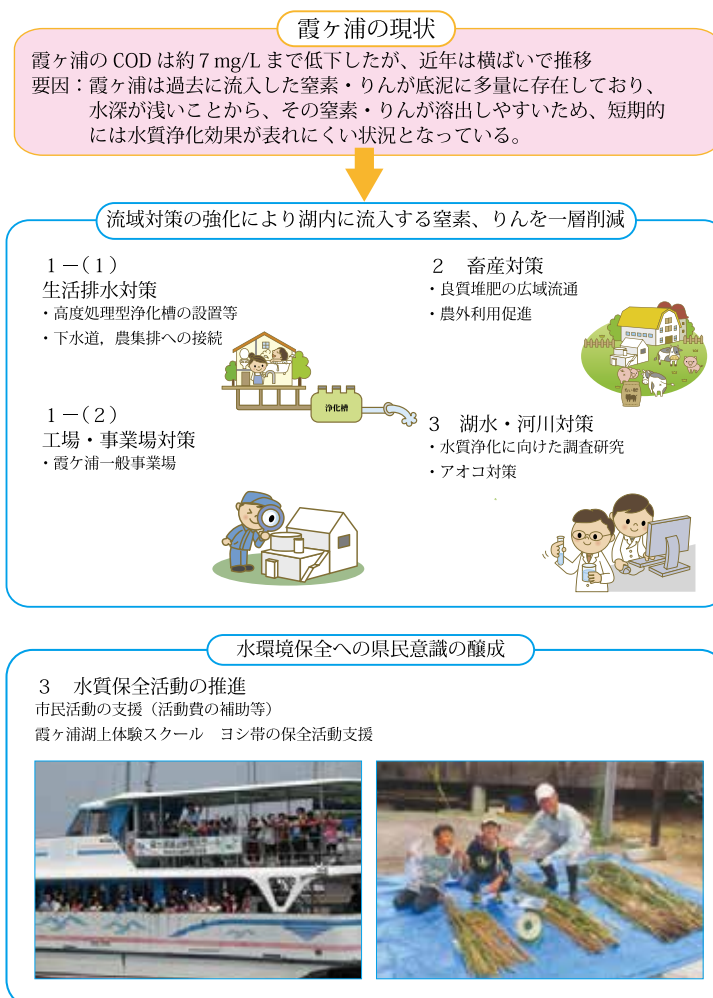 霞ヶ浦の現状
霞ヶ浦の COD は約７mg/L まで低下したが、近年は横ばいで推移
要因：霞ヶ浦は過去に流入した窒素・りんが底泥に多量に存在しており、
水深が浅いことから、その窒素・りんが溶出しやすいため、短期的
には水質浄化効果が表れにくい状況となっている。
流域対策の強化により湖内に流入する窒素、りんを一層削減
１－(１)
生活排水対策
・高度処理型浄化槽の設置等
・下水道，農集排への接続
浄化槽
１－(２)
工場・事業場対策
・霞ケ浦一般事業場
２　畜産対策
・良質堆肥の広域流通
・農外利用促進
３　湖水・河川対策
・水質浄化に向けた調査研究
・アオコ対策
水環境保全への県民意識の醸成
３　水質保全活動の推進
市民活動の支援（活動費の補助等）
霞ヶ浦湖上体験スクール　ヨシ帯の保全活動支援